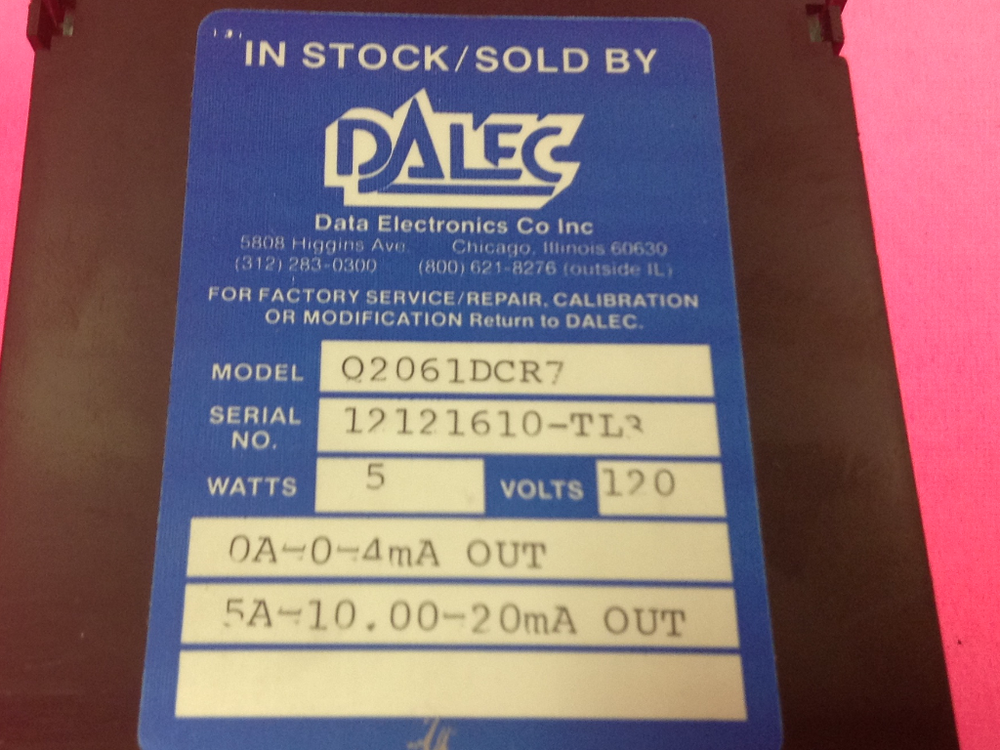 IN STOCK/SOLD BY
DALEC
Data Electronics Co Inc
5808 Higgins Ave. Chicago, Illinois 60630
(312) 283-0300 (800) 621-8276 (outside IL)
FOR FACTORY SERVICE/REPAIR, CALIBRATION
OR MODIFICATION Return to DALEC.
MODEL Q2061DCR7
SERIAL NO. 12121610-TL3
WATTS 5 VOLTS 120
0A-0-4mA OUT
5A-10.00-20mA OUT